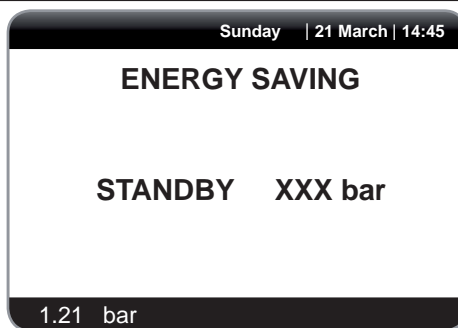 Sunday | 21 March | 14:45
ENERGY SAVING
STANDBY XXX bar
1.21 bar